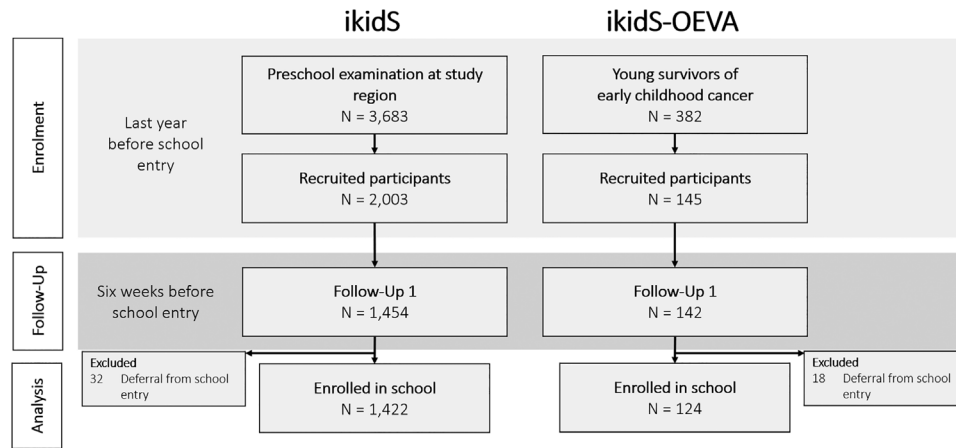 ikidS
ikidS-OEVA
Enrolment
Last year
before school
entry
Preschool examination at study
region
N = 3,683
Young survivors of
early childhood cancer
N = 382
Recruited participants
N = 2,003
Recruited participants
N = 145
Follow-Up
Six weeks before
school entry
Follow-Up 1
N = 1,454
Follow-Up 1
N = 142
Analysis
Excluded
32 Deferral from school
entry
Enrolled in school
N = 1,422
Enrolled in school
N = 124
Excluded
18 Deferral from school
entry